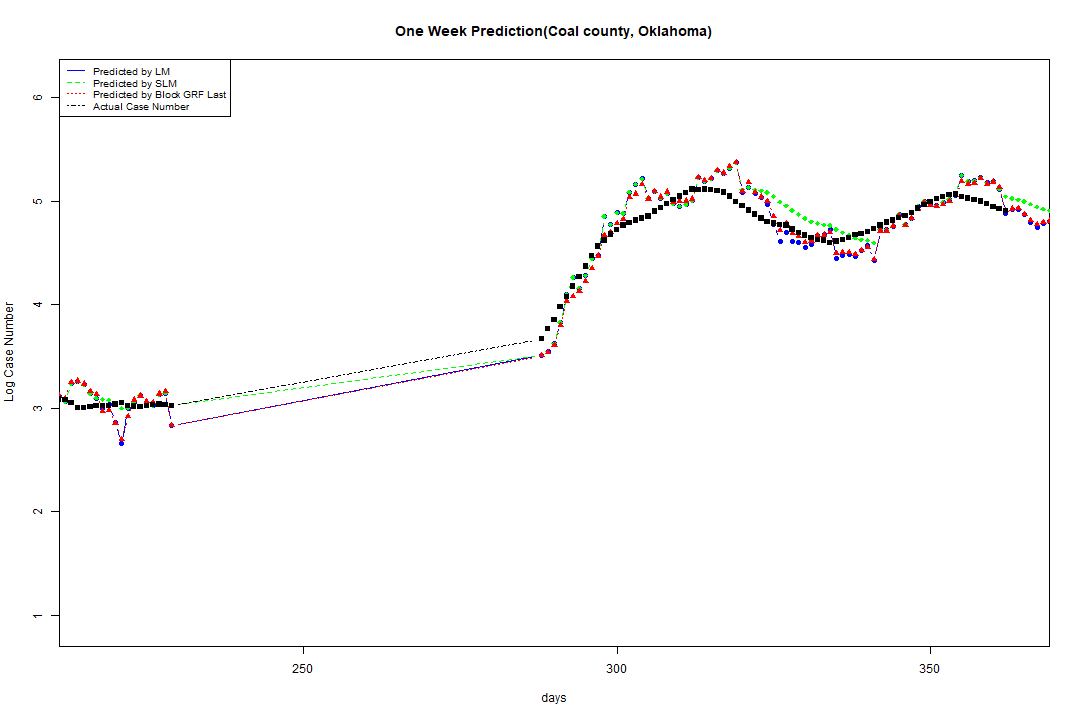 One Week Prediction(Coal county, Oklahoma)
Predicted by LM
Predicted by SLM
Predicted by Block GRF Last
Actual Case Number
6
5
4
3
2
1
Log Case Number
250
300
350
days